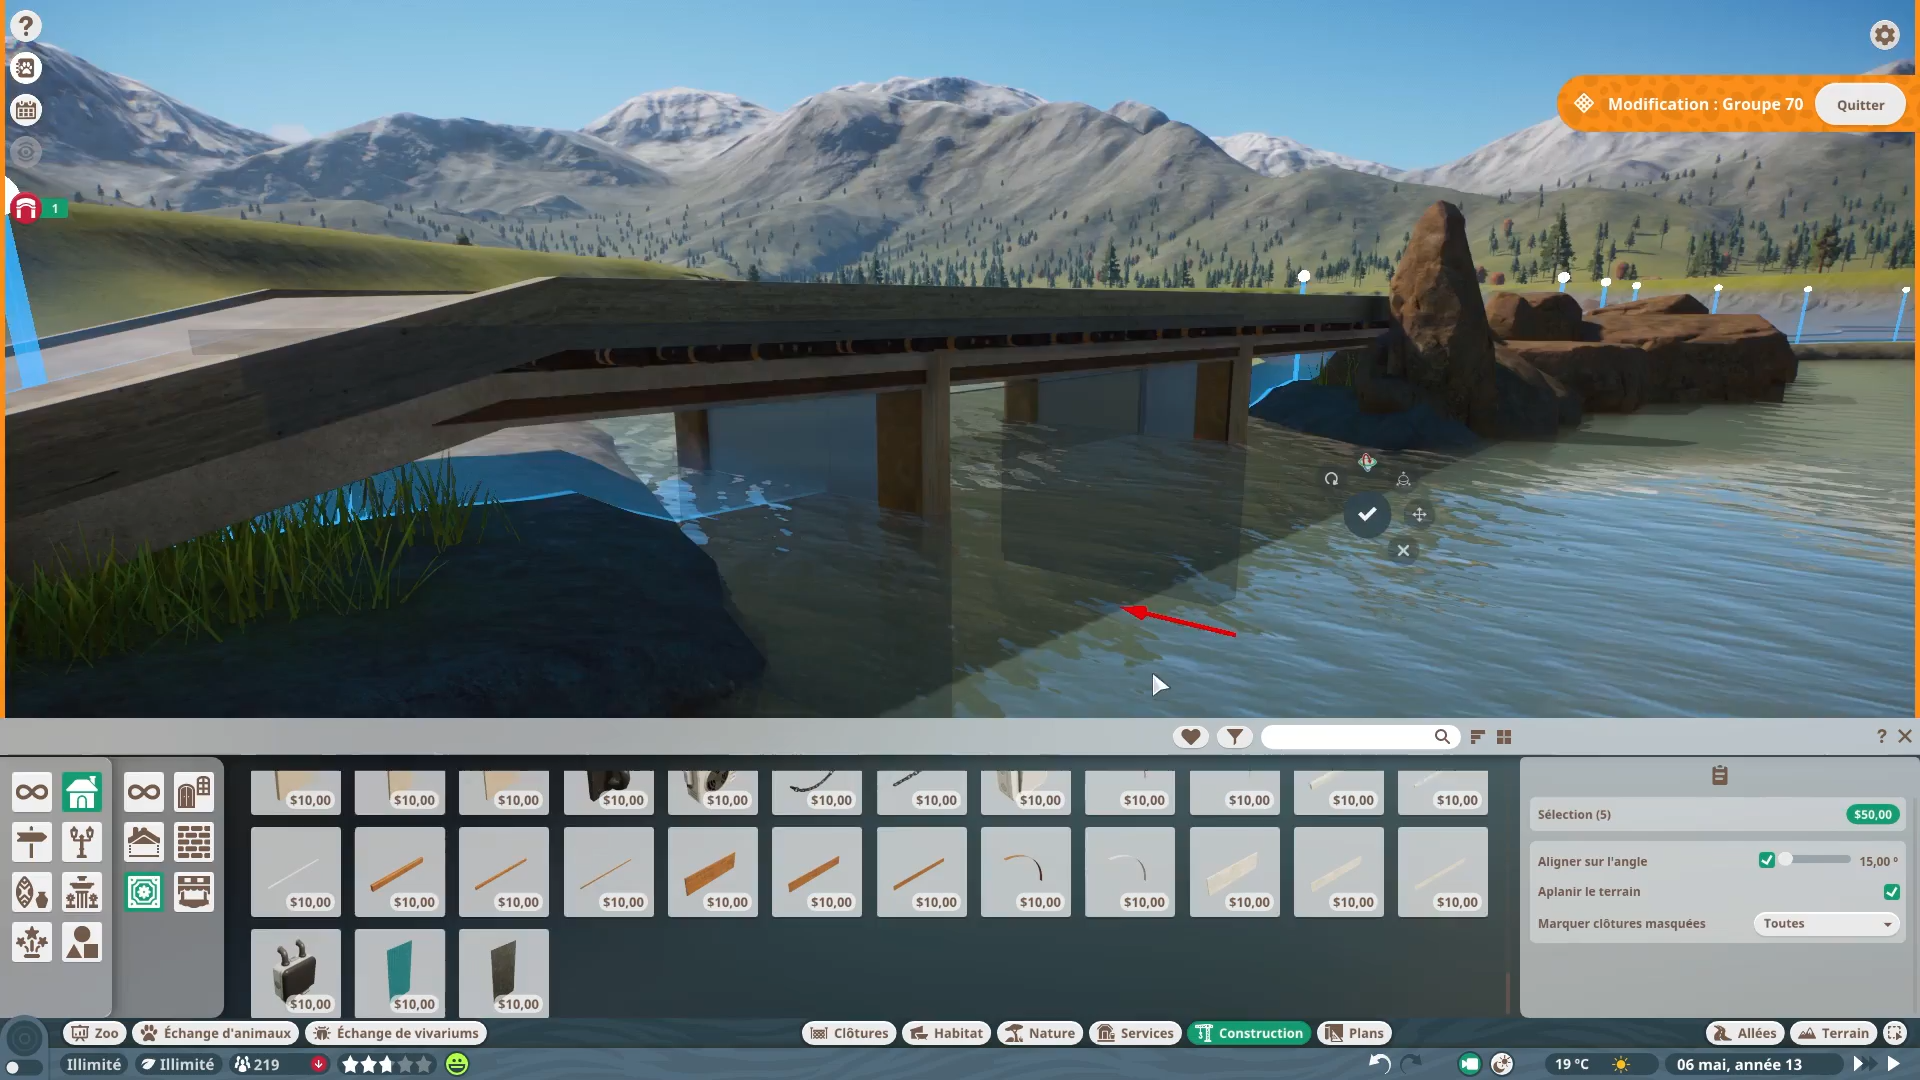 ?
Modification : Groupe 70
Quitter
1
?
$10,00 $10,00 $10,00 $10,00 $10,00 $10,00 $10,00 $10,00 $10,00 $10,00 $10,00 $10,00
$10,00 $10,00 $10,00 $10,00 $10,00 $10,00 $10,00 $10,00 $10,00 $10,00 $10,00 $10,00
$10,00 $10,00 $10,00
Sélection (5) $50,00
Aligner sur l'angle 15,00 °
Aplanir le terrain
Marquer clôtures masquées Toutes
Zoo Échange d'animaux Échange de vivariums Clôtures Habitat Nature Services Construction Plans Allées Terrain
Illimité Illimité 219 19 °C 06 mai, année 13